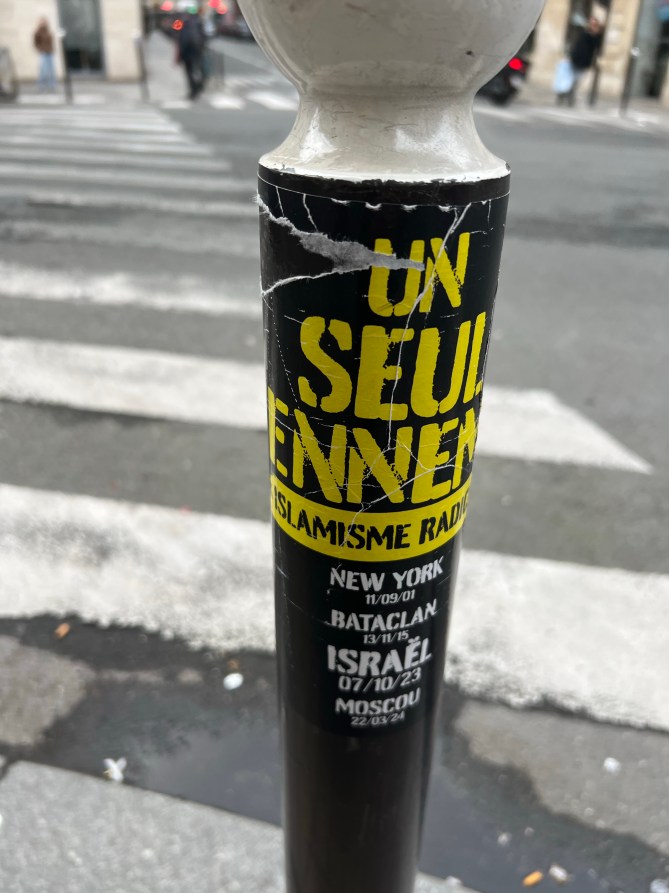 UN
SEUL
ENNEM
ISLAMISME RADI
NEW YORK
11/09/01
BATACLAN
13/11/15
ISRAËL
07/10/23
MOSCOU
22/03/24